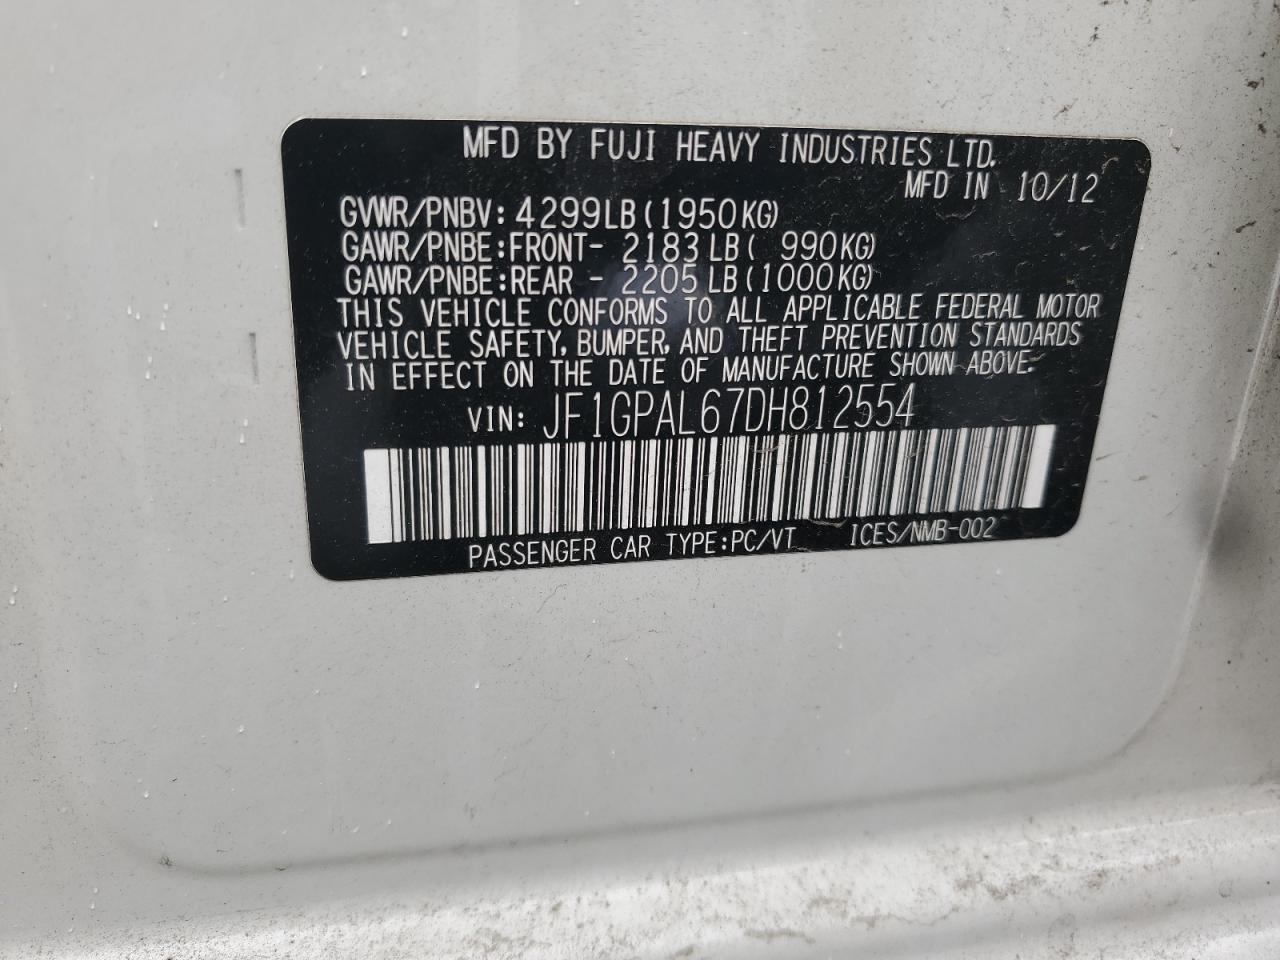 MFD BY FUJI HEAVY INDUSTRIES LTD.
MFD IN 10/12
GVWR/PNBV: 4299LB (1950KG)
GAWR/PNBE: FRONT- 2183 LB ( 990KG)
GAWR/PNBE: REAR - 2205 LB (1000KG)
THIS VEHICLE CONFORMS TO ALL APPLICABLE FEDERAL MOTOR
VEHICLE SAFETY, BUMPER, AND THEFT PREVENTION STANDARDS
IN EFFECT ON THE DATE OF MANUFACTURE SHOWN ABOVE.
VIN: JF1GPAL67DH812554
PASSENGER CAR TYPE: PC/VT ICES/NMB-002